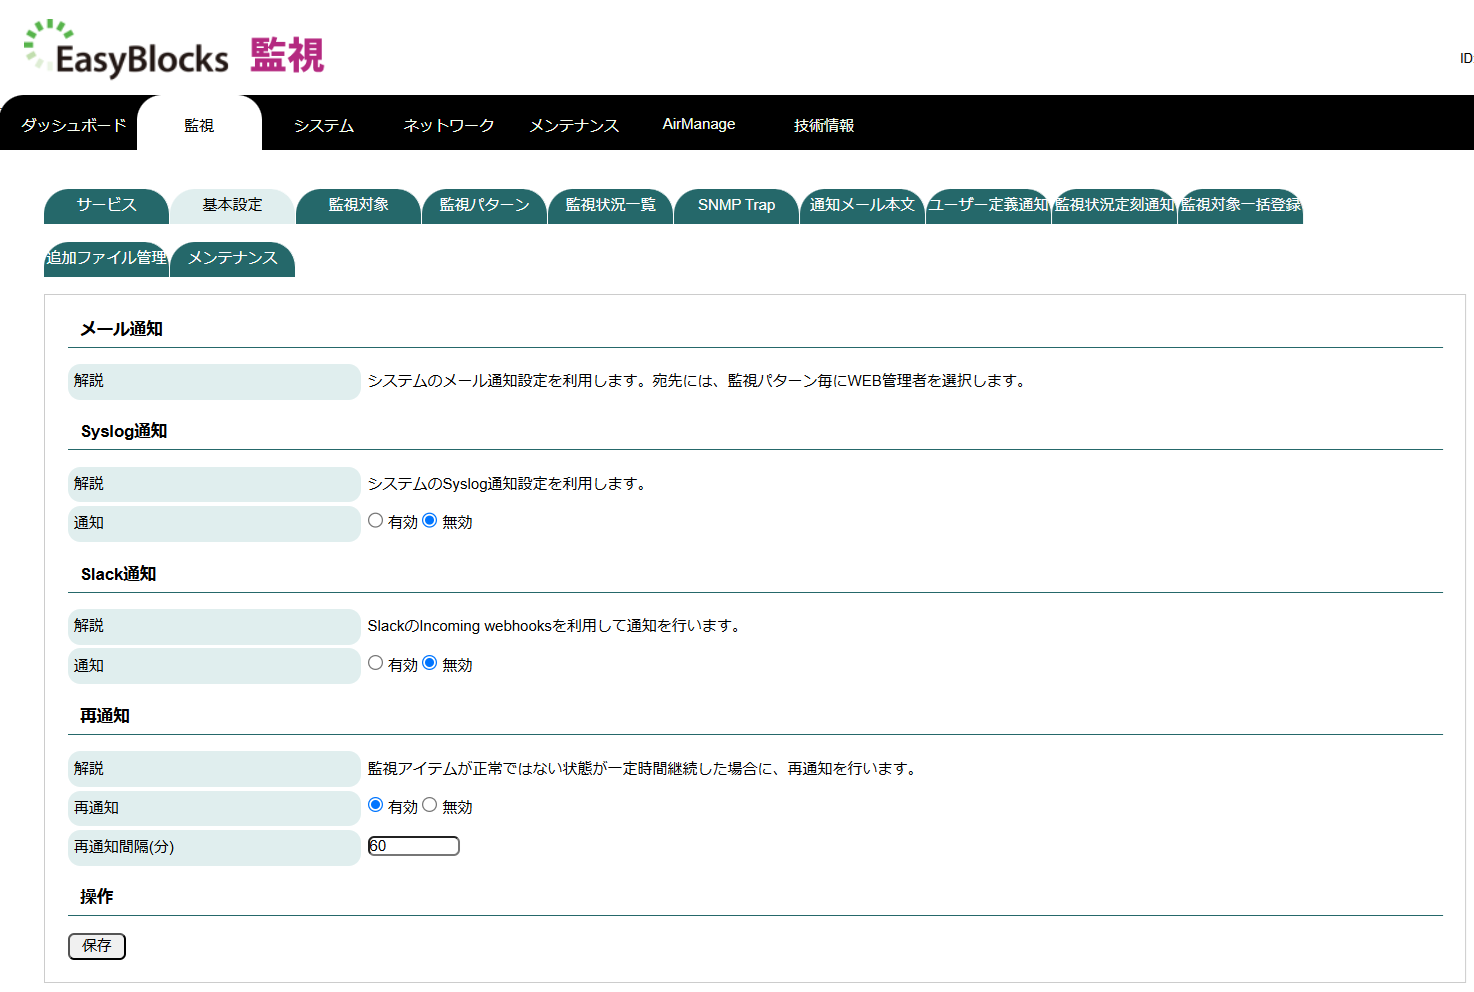 EasyBlocks 監視
ID
ダッシュボード 監視 システム ネットワーク メンテナンス AirManage 技術情報
サービス 基本設定 監視対象 監視パターン 監視状況一覧 SNMP Trap 通知メール本文 ユーザー定義通知 監視状況定刻通知 監視対象一括登録
追加ファイル管理 メンテナンス
メール通知
解説 システムのメール通知設定を利用します。宛先には、監視パターン毎にWEB管理者を選択します。
Syslog通知
解説 システムのSyslog通知設定を利用します。
通知 有効 無効
Slack通知
解説 SlackのIncoming webhooksを利用して通知を行います。
通知 有効 無効
再通知
解説 監視アイテムが正常ではない状態が一定時間継続した場合に、再通知を行います。
再通知 有効 無効
再通知間隔(分) 60
操作
保存